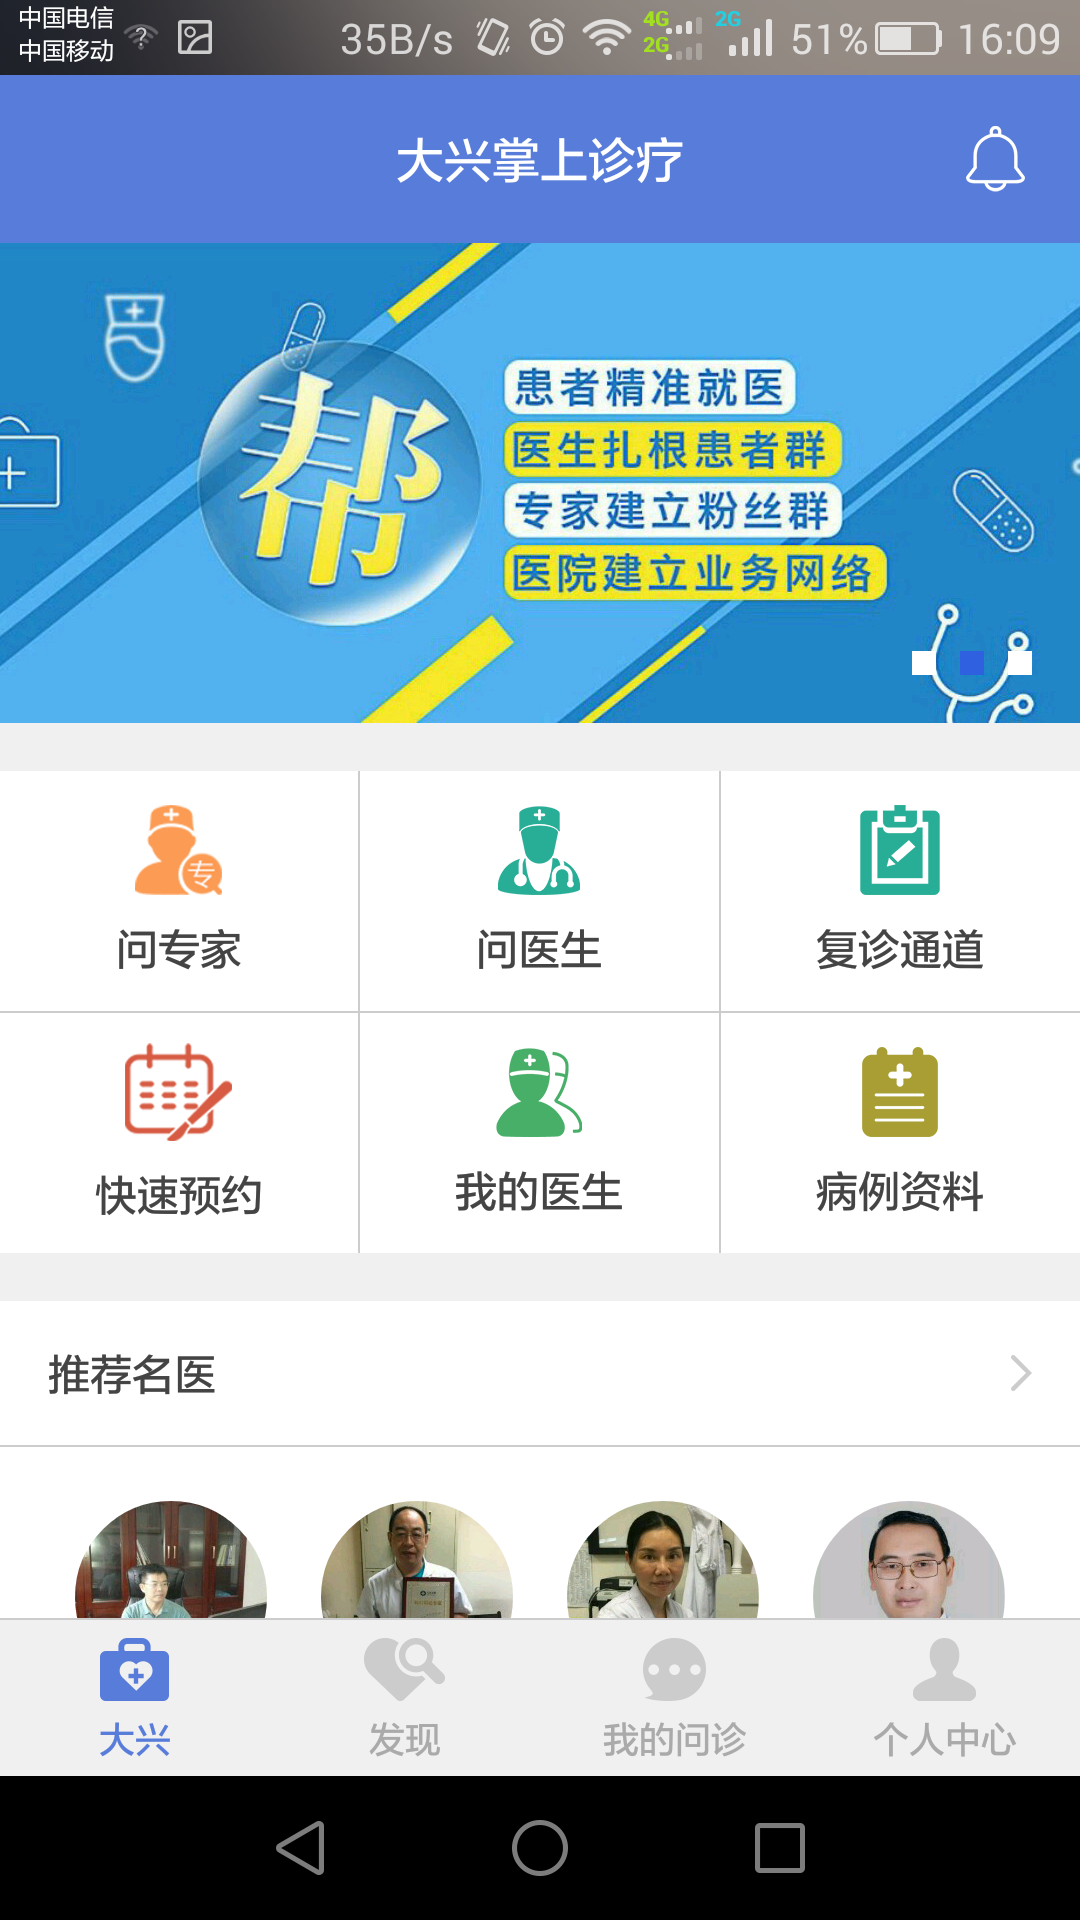 中国电信
中国移动
35B/s
4G
2G
2G
51%
16:09
大兴掌上诊疗
帮
患者精准就医
医生扎根患者群
专家建立粉丝群
医院建立业务网络
专
问专家
问医生
复诊通道
快速预约
我的医生
病例资料
推荐名医
大兴
发现
我的问诊
个人中心